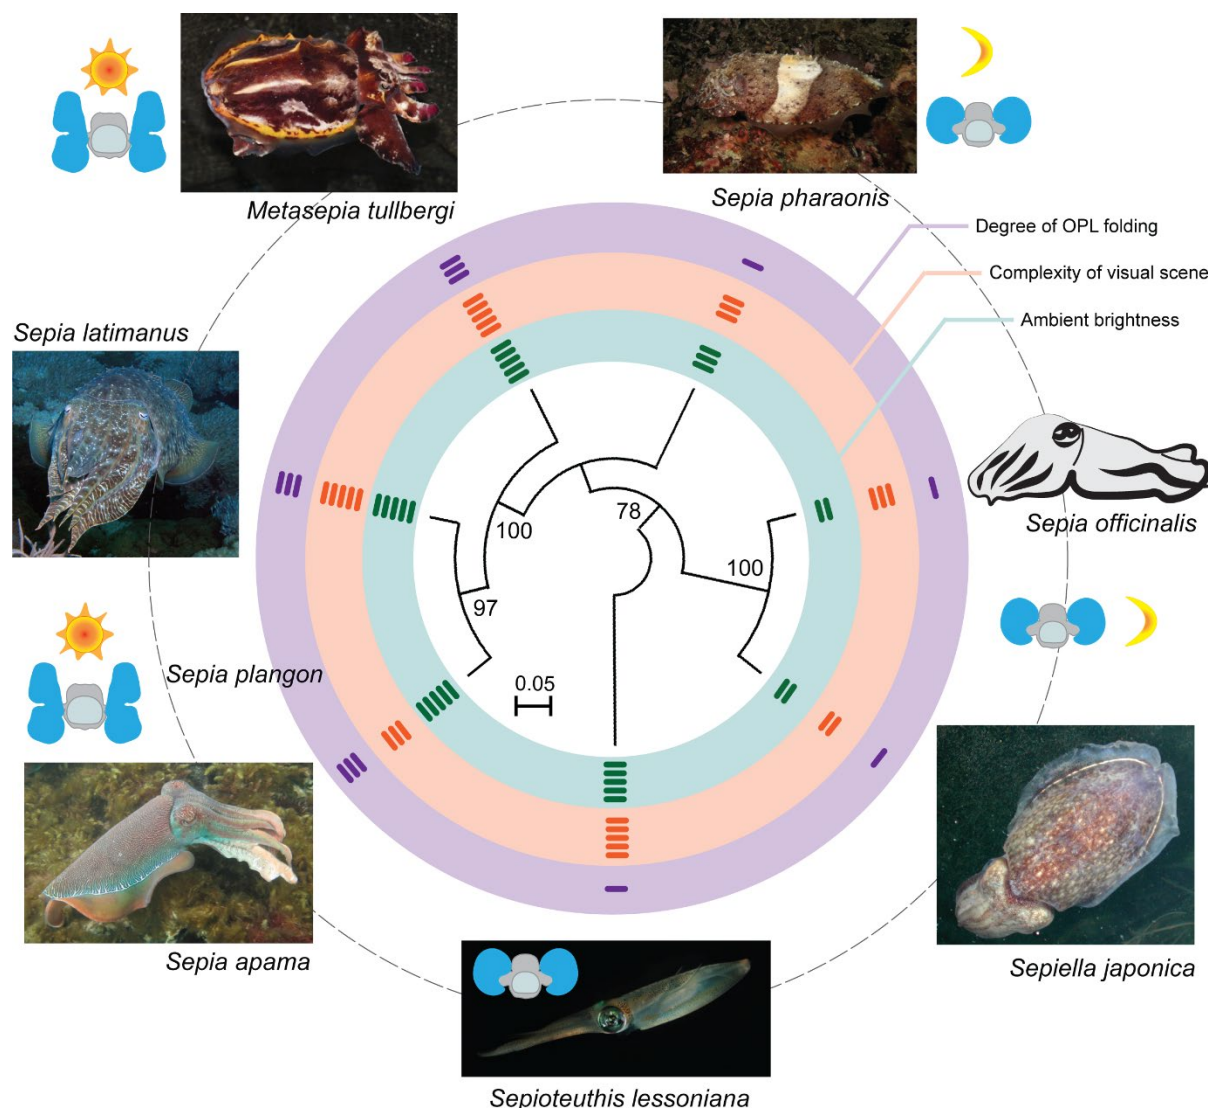 Metasepia tullbergi
Sepia pharaonis
Degree of OPL folding
Complexity of visual scene
Ambient brightness
Sepia latimanus
Sepia officinalis
78
100
100
97
0.05
Sepia plangon
Sepia apama
Sepiella japonica
Sepioteuthis lessoniana